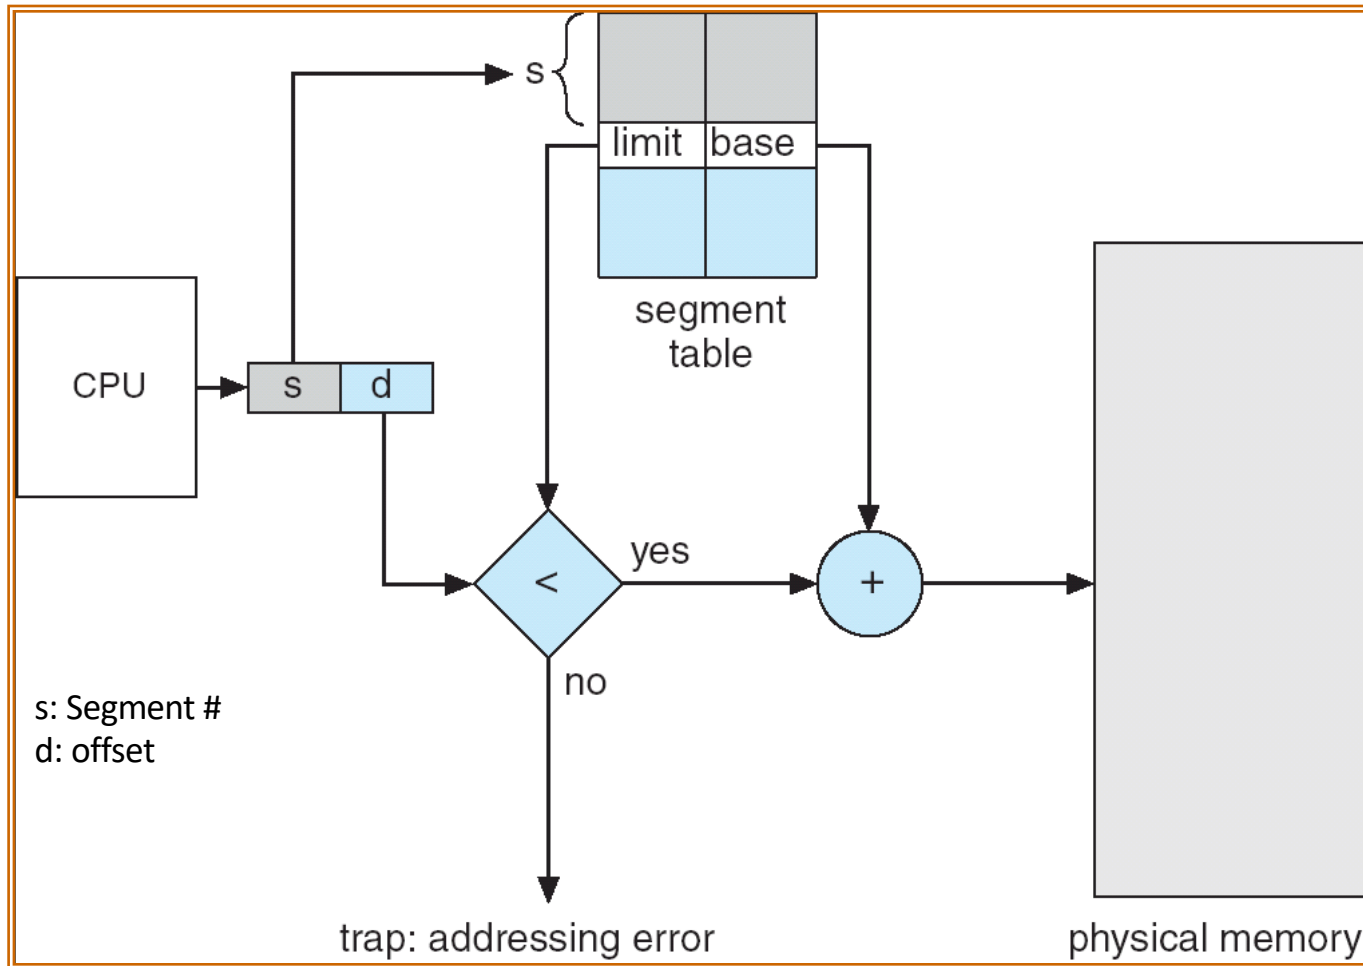 s
limit base
segment
table
CPU
s d
yes
<
+
no
s: Segment #
d: offset
trap: addressing error
physical memory